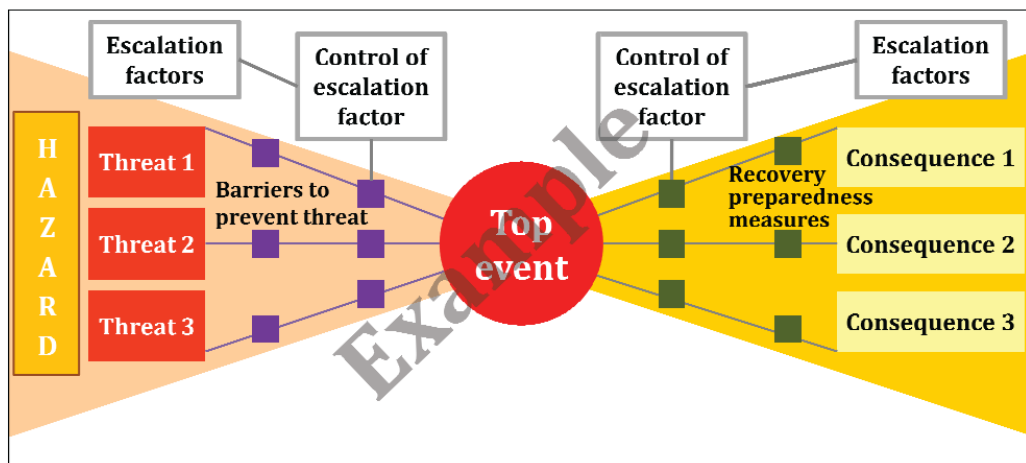 Escalation
factors
Control of
escalation
factor
Control of
escalation
factor
Escalation
factors
HAZARD
Threat 1
Threat 2
Threat 3
Barriers to
prevent threat
Top
event
Recovery
preparedness
measures
Consequence 1
Consequence 2
Consequence 3
Example